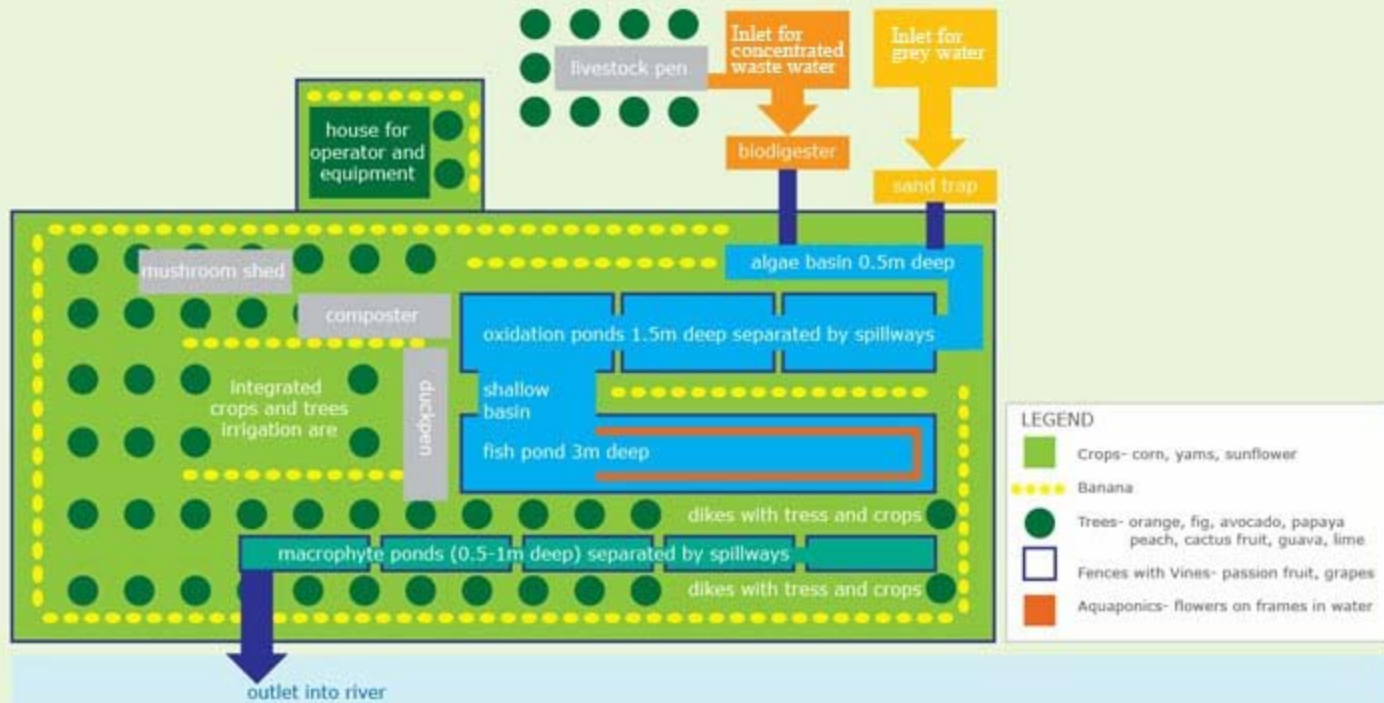 Inlet for
concentrated
waste water
Inlet for
grey water
livestock pen
house for
operator and
equipment
biodigester
sand trap
mushroom shed
algae basin 0.5m deep
composter
oxidation ponds 1.5m deep separated by spillways
integrated
crops and trees
irrigation are
duckpen
shallow
basin
fish pond 3m deep
dikes with tress and crops
macrophyte ponds (0.5-1m deep) separated by spillways
dikes with tress and crops
outlet into river
LEGEND
Crops- corn, yams, sunflower
Banana
Trees- orange, fig, avocado, papaya
peach, cactus fruit, guava, lime
Fences with Vines- passion fruit, grapes
Aquaponics- flowers on frames in water